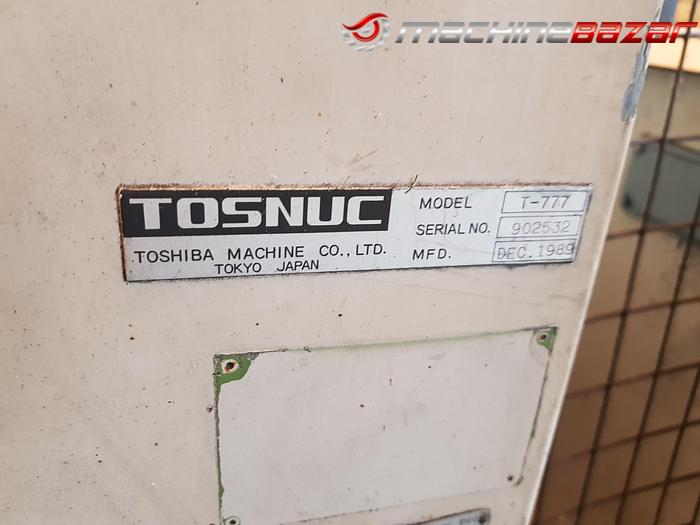 machineBazar
TOSNUC
TOSHIBA MACHINE CO., LTD.
TOKYO JAPAN
MODEL T-777
SERIAL NO. 902532
MFD. DEC. 1989